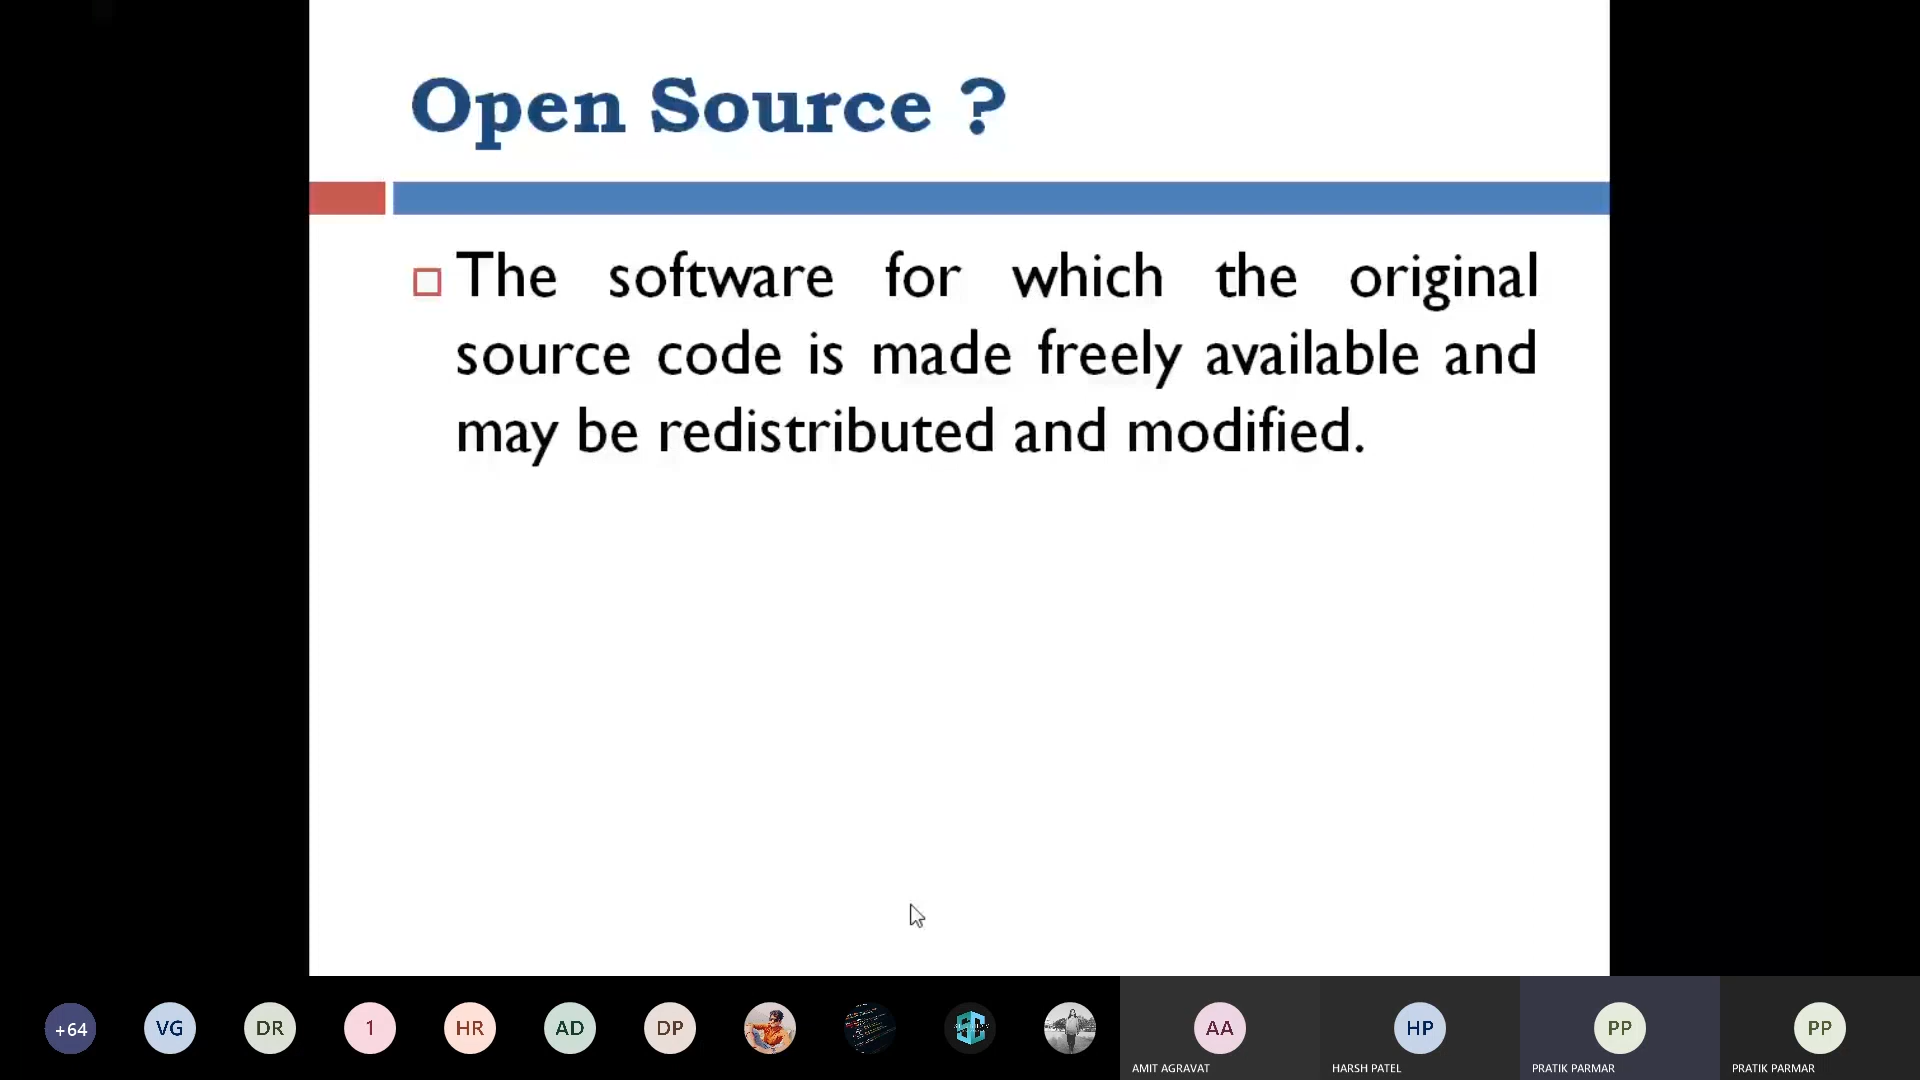 Open Source ?
The software for which the original
source code is made freely available and
may be redistributed and modified.
+64
VG
DR
1
HR
AD
DP
AA
HP
PP
PP
AMIT AGRAVAT
HARSH PATEL
PRATIK PARMAR
PRATIK PARMAR